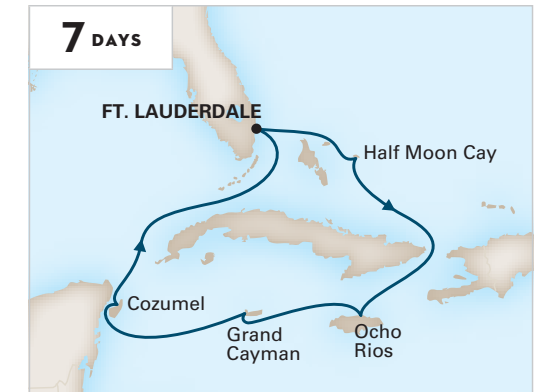 7 DAYS
FT. LAUDERDALE
Half Moon Cay
Cozumel
Grand
Cayman
Ocho
Rios